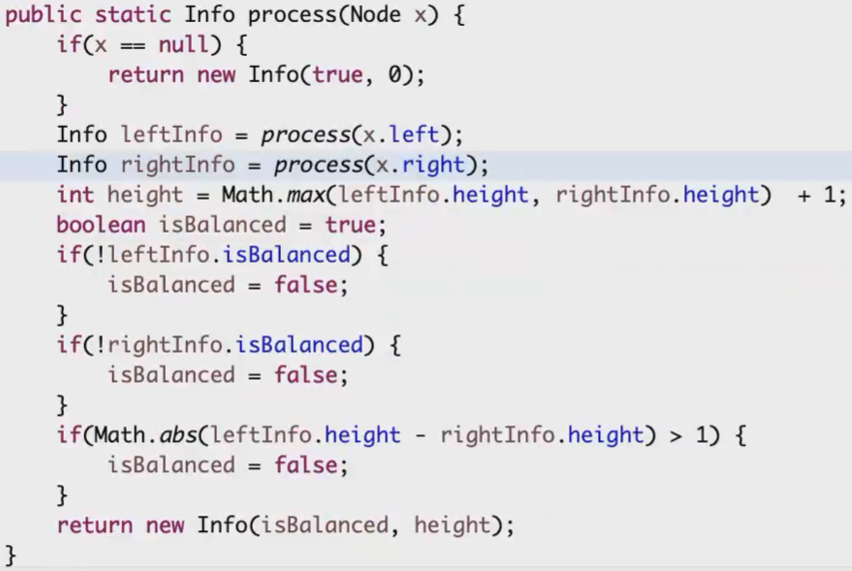 public static Info process(Node x) {
    if(x == null) {
        return new Info(true, 0);
    }
    Info leftInfo = process(x.left);
    Info rightInfo = process(x.right);
    int height = Math.max(leftInfo.height, rightInfo.height)  + 1;
    boolean isBalanced = true;
    if(!leftInfo.isBalanced) {
        isBalanced = false;
    }
    if(!rightInfo.isBalanced) {
        isBalanced = false;
    }
    if(Math.abs(leftInfo.height - rightInfo.height) > 1) {
        isBalanced = false;
    }
    return new Info(isBalanced, height);
}